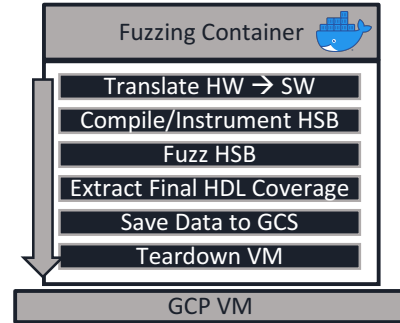 Fuzzing Container
Translate HW → SW
Compile/Instrument HSB
Fuzz HSB
Extract Final HDL Coverage
Save Data to GCS
Teardown VM
GCP VM